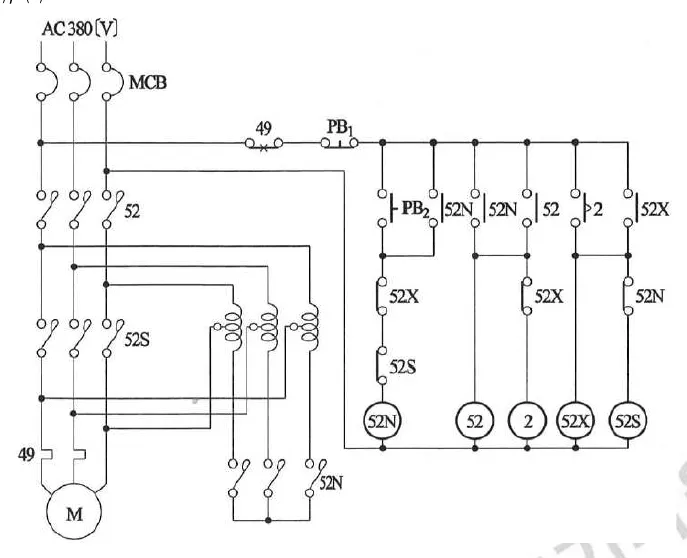 AC 380 [V]
MCB
49 PB₁
52 PB₂ 52N 52N 52 2 52X
52X 52X 52N
52S 52S
49 52N 52 2 52X 52S
52N
M